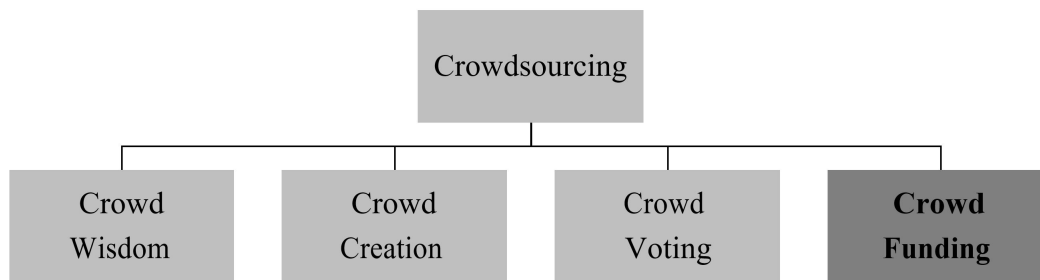 Crowdsourcing
Crowd
Wisdom
Crowd
Creation
Crowd
Voting
Crowd
Funding